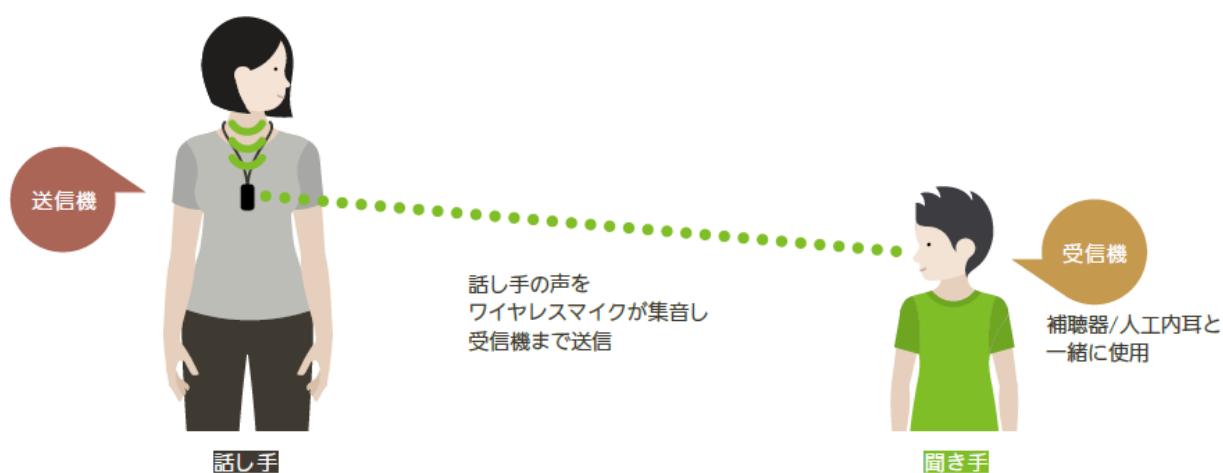 送信機
話し手の声を
ワイヤレスマイクが集音し
受信機まで送信
受信機
補聴器/人工内耳と
一緒に使用
話し手
聞き手